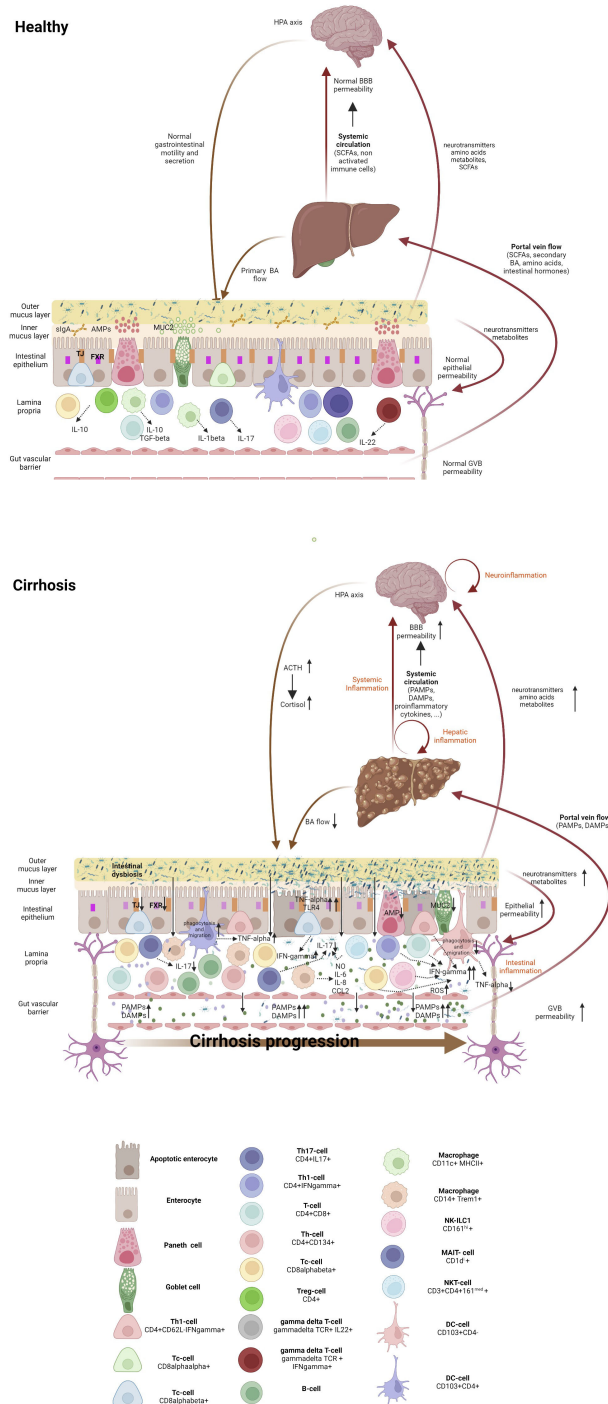 Healthy
HPA axis
Normal BBB
permeability
Normal
gastrointestinal
motility and
secretion
Systemic
circulation
(SCFAs, non
activated
immune cells)
neurotransmitters
amino acids
metabolites,
SCFAs
Primary BA
flow
Portal vein flow
(SCFAs, secondary
BA, amino acids,
intestinal hormones)
Outer
mucus layer
Inner
mucus layer
sIgA
AMPs
MUC2
neurotransmitters
metabolites
Intestinal
epithelium
TJ
FXR
Normal
epithelial
permeability
Lamina
propria
IL-10
IL-10
TGF-beta
IL-1beta
IL-17
IL-22
Gut vascular
barrier
Normal GVB
permeability
Cirrhosis
HPA axis
Neuroinflammation
BBB
permeability
ACTH
Cortisol
Systemic
Inflammation
Systemic
circulation
(PAMPs,
DAMPs,
proinflammatory
cytokines, ...)
neurotransmitters
amino acids
metabolites
Hepatic
inflammation
BA flow
Portal vein flow
(PAMPs, DAMPs)
Outer
mucus layer
Intestinal
dysbiosis
Inner
mucus layer
neurotransmitters
metabolites
Intestinal
epithelium
TJ
FXR
TNF-alpha
TLR4
AMP
MUC2
Epithelial
permeability
phagocytosis
and migration
TNF-alpha
IL-17
phagocytosis
and migration
Lamina
propria
IL-17
IFN-gamma
NO
IL-6
IL-8
CCL2
IFN-gamma
ROS
TNF-alpha
Intestinal
inflammation
Gut vascular
barrier
PAMPs
DAMPs
PAMPs
DAMPs
PAMPs
DAMPs
GVB
permeability
Cirrhosis progression
Apoptotic enterocyte
Enterocyte
Paneth cell
Goblet cell
Th1-cell
CD4+CD62L-IFNgamma+
Tc-cell
CD8alphaalpha+
Tc-cell
CD8alphabeta+
Th17-cell
CD4+IL17+
Th1-cell
CD4+IFNgamma+
T-cell
CD4+CD8+
Th-cell
CD4+CD134+
Tc-cell
CD8alphabeta+
Treg-cell
CD4+
gamma delta T-cell
gammadelta TCR+ IL22+
gamma delta T-cell
gammadelta TCR +
IFNgamma+
B-cell
Macrophage
CD11c+ MHCII+
Macrophage
CD14+ Trem1+
NK-ILC1
CD161hi+
MAIT- cell
CD1d-+
NKT-cell
CD3+CD4+161med +
DC-cell
CD103+CD4-
DC-cell
CD103+CD4+